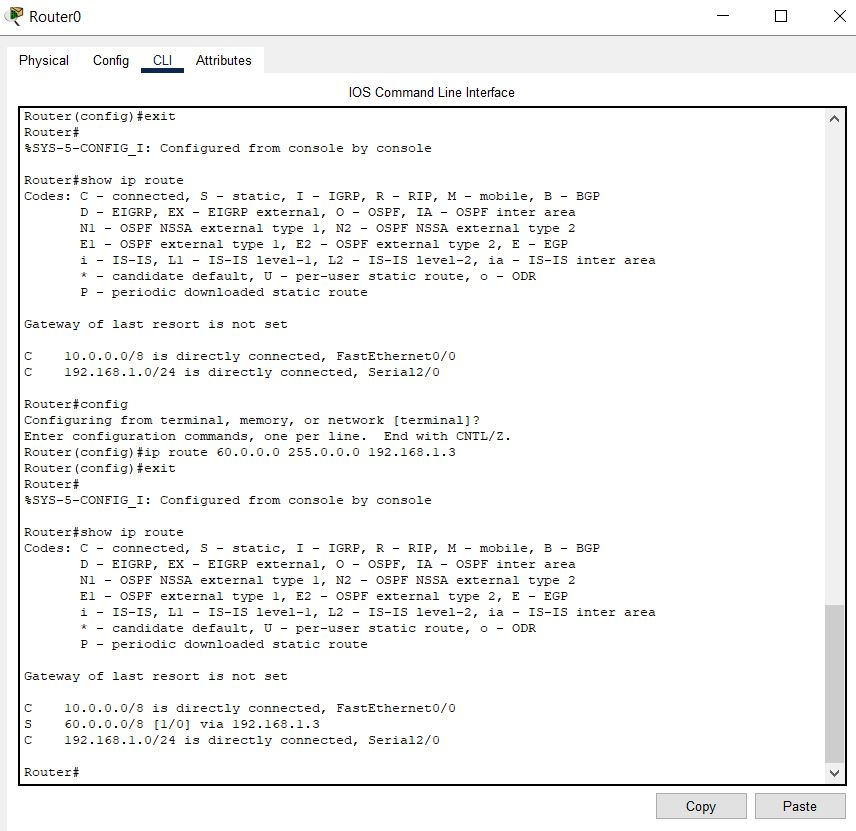 Router0
Physical Config CLI Attributes
IOS Command Line Interface
Router(config)#exit
Router#
%SYS-5-CONFIG_I: Configured from console by console
Router#show ip route
Codes: C - connected, S - static, I - IGRP, R - RIP, M - mobile, B - BGP
D - EIGRP, EX - EIGRP external, O - OSPF, IA - OSPF inter area
N1 - OSPF NSSA external type 1, N2 - OSPF NSSA external type 2
E1 - OSPF external type 1, E2 - OSPF external type 2, E - EGP
i - IS-IS, L1 - IS-IS level-1, L2 - IS-IS level-2, ia - IS-IS inter area
* - candidate default, U - per-user static route, o - ODR
P - periodic downloaded static route
Gateway of last resort is not set
C    10.0.0.0/8 is directly connected, FastEthernet0/0
C    192.168.1.0/24 is directly connected, Serial2/0
Router#config
Configuring from terminal, memory, or network [terminal]?
Enter configuration commands, one per line.  End with CNTL/Z.
Router(config)#ip route 60.0.0.0 255.0.0.0 192.168.1.3
Router(config)#exit
Router#
%SYS-5-CONFIG_I: Configured from console by console
Router#show ip route
Codes: C - connected, S - static, I - IGRP, R - RIP, M - mobile, B - BGP
D - EIGRP, EX - EIGRP external, O - OSPF, IA - OSPF inter area
N1 - OSPF NSSA external type 1, N2 - OSPF NSSA external type 2
E1 - OSPF external type 1, E2 - OSPF external type 2, E - EGP
i - IS-IS, L1 - IS-IS level-1, L2 - IS-IS level-2, ia - IS-IS inter area
* - candidate default, U - per-user static route, o - ODR
P - periodic downloaded static route
Gateway of last resort is not set
C    10.0.0.0/8 is directly connected, FastEthernet0/0
S    60.0.0.0/8 [1/0] via 192.168.1.3
C    192.168.1.0/24 is directly connected, Serial2/0
Router#
Copy Paste